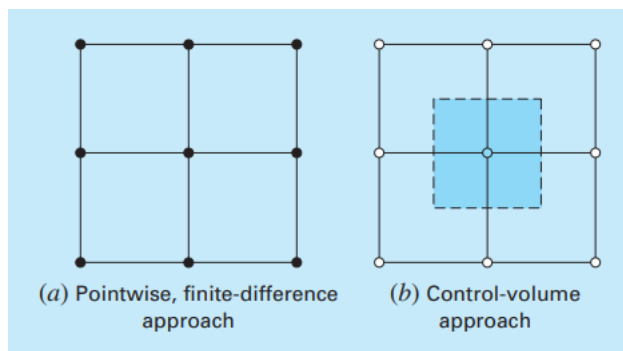 (a) Pointwise, finite-difference
approach
(b) Control-volume
approach